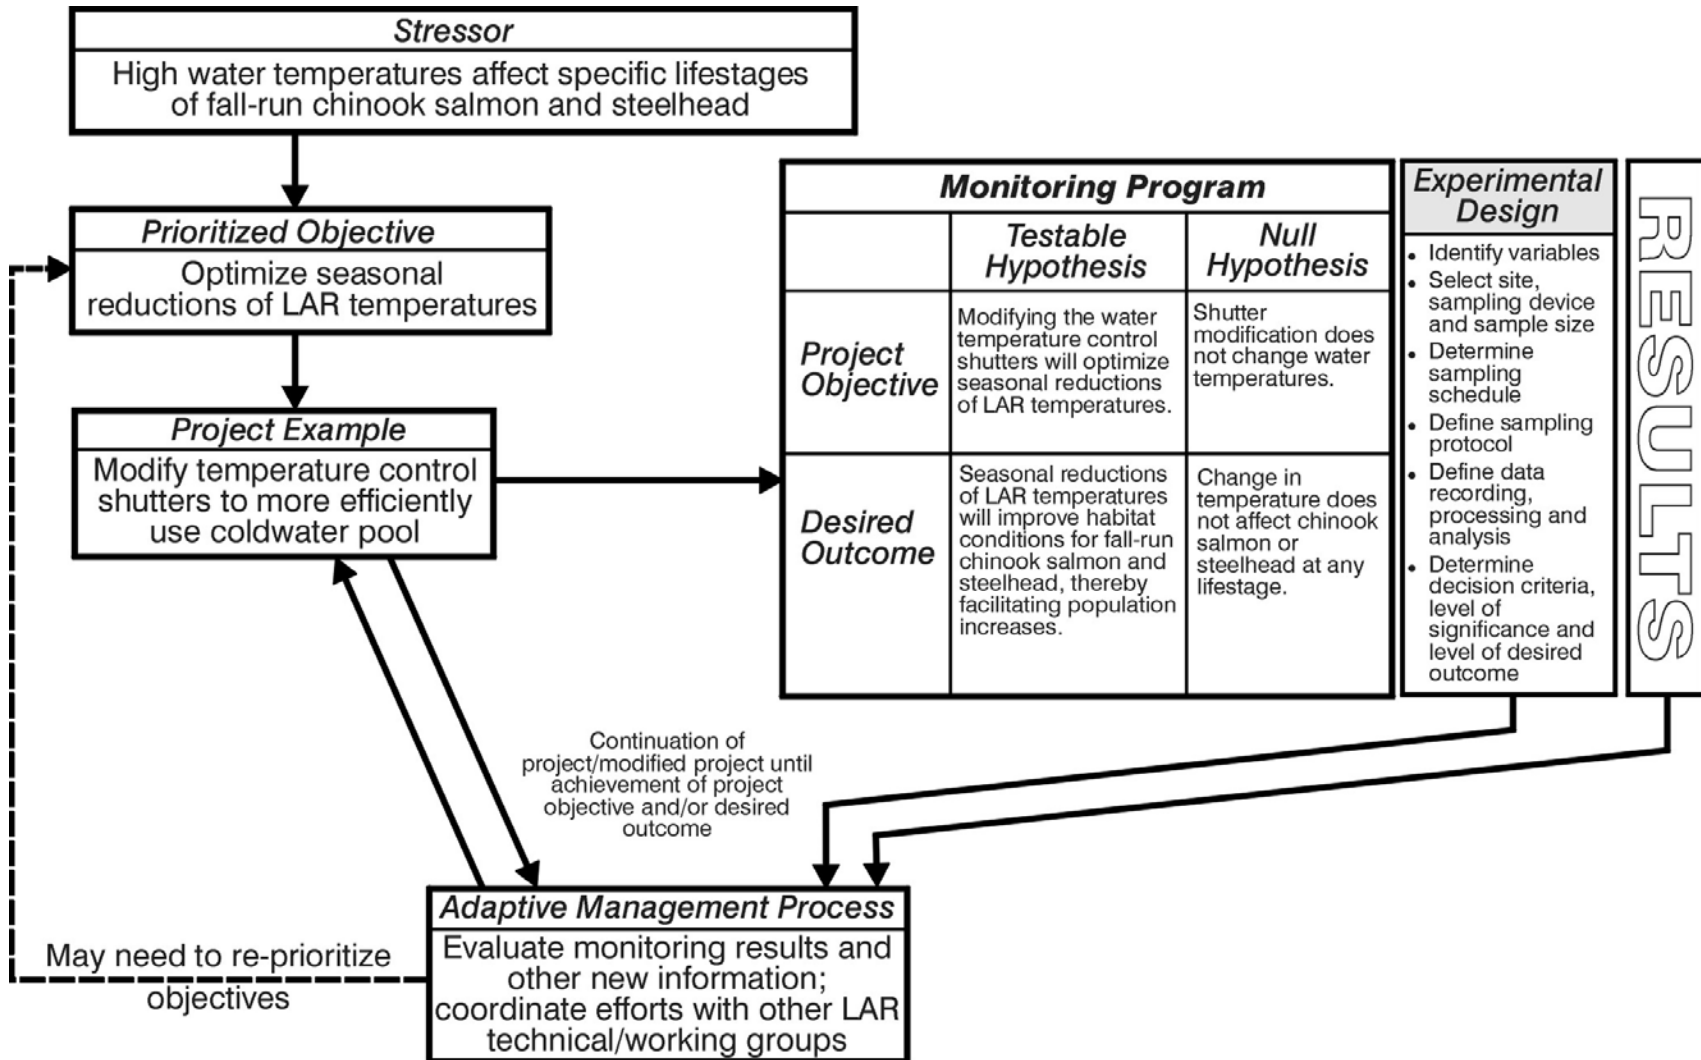 Stressor
High water temperatures affect specific lifestages
of fall-run chinook salmon and steelhead
Prioritized Objective
Optimize seasonal
reductions of LAR temperatures
Project Example
Modify temperature control
shutters to more efficiently
use coldwater pool
Monitoring Program
Testable
Hypothesis
Null
Hypothesis
Project
Objective
Modifying the water
temperature control
shutters will optimize
seasonal reductions
of LAR temperatures.
Shutter
modification does
not change water
temperatures.
Desired
Outcome
Seasonal reductions
of LAR temperatures
will improve habitat
conditions for fall-run
chinook salmon and
steelhead, thereby
facilitating population
increases.
Change in
temperature does
not affect chinook
salmon or
steelhead at any
lifestage.
Experimental
Design
• Identify variables
• Select site,
sampling device
and sample size
• Determine
sampling
schedule
• Define sampling
protocol
• Define data
recording,
processing and
analysis
• Determine
decision criteria,
level of
significance and
level of desired
outcome
RESULTS
Continuation of
project/modified project until
achievement of project
objective and/or desired
outcome
Adaptive Management Process
Evaluate monitoring results and
other new information;
coordinate efforts with other LAR
technical/working groups
May need to re-prioritize
objectives